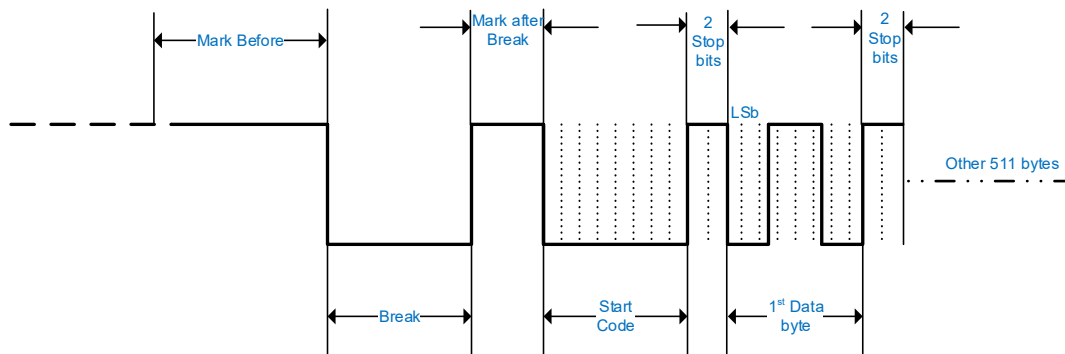 Mark Before
Mark after
Break
2
Stop
bits
2
Stop
bits
LSb
Other 511 bytes
Break
Start
Code
1st Data
byte